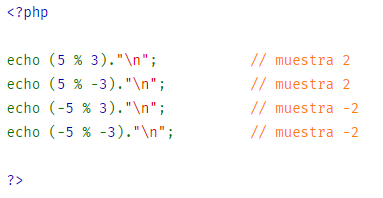 <?php
echo (5 % 3)."\n";           // muestra 2
echo (5 % -3)."\n";          // muestra 2
echo (-5 % 3)."\n";          // muestra -2
echo (-5 % -3)."\n";         // muestra -2
?>